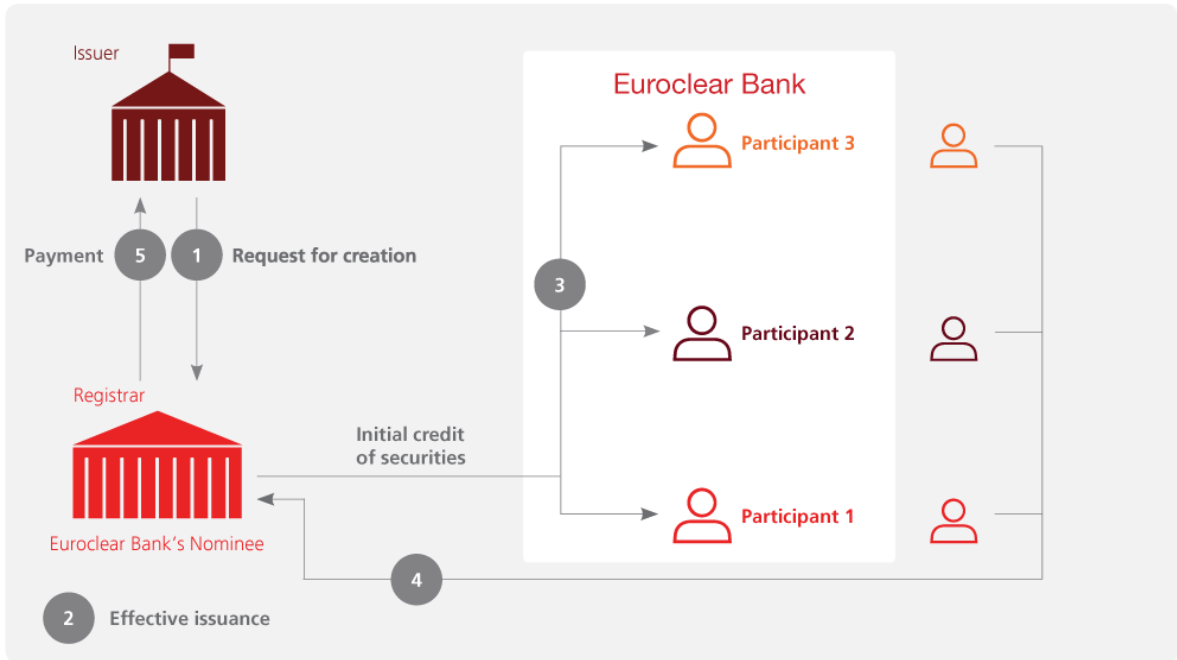 Issuer
Euroclear Bank
Participant 3
Payment
5
1
Request for creation
3
Participant 2
Registrar
Initial credit
of securities
Participant 1
Euroclear Bank's Nominee
4
2
Effective issuance